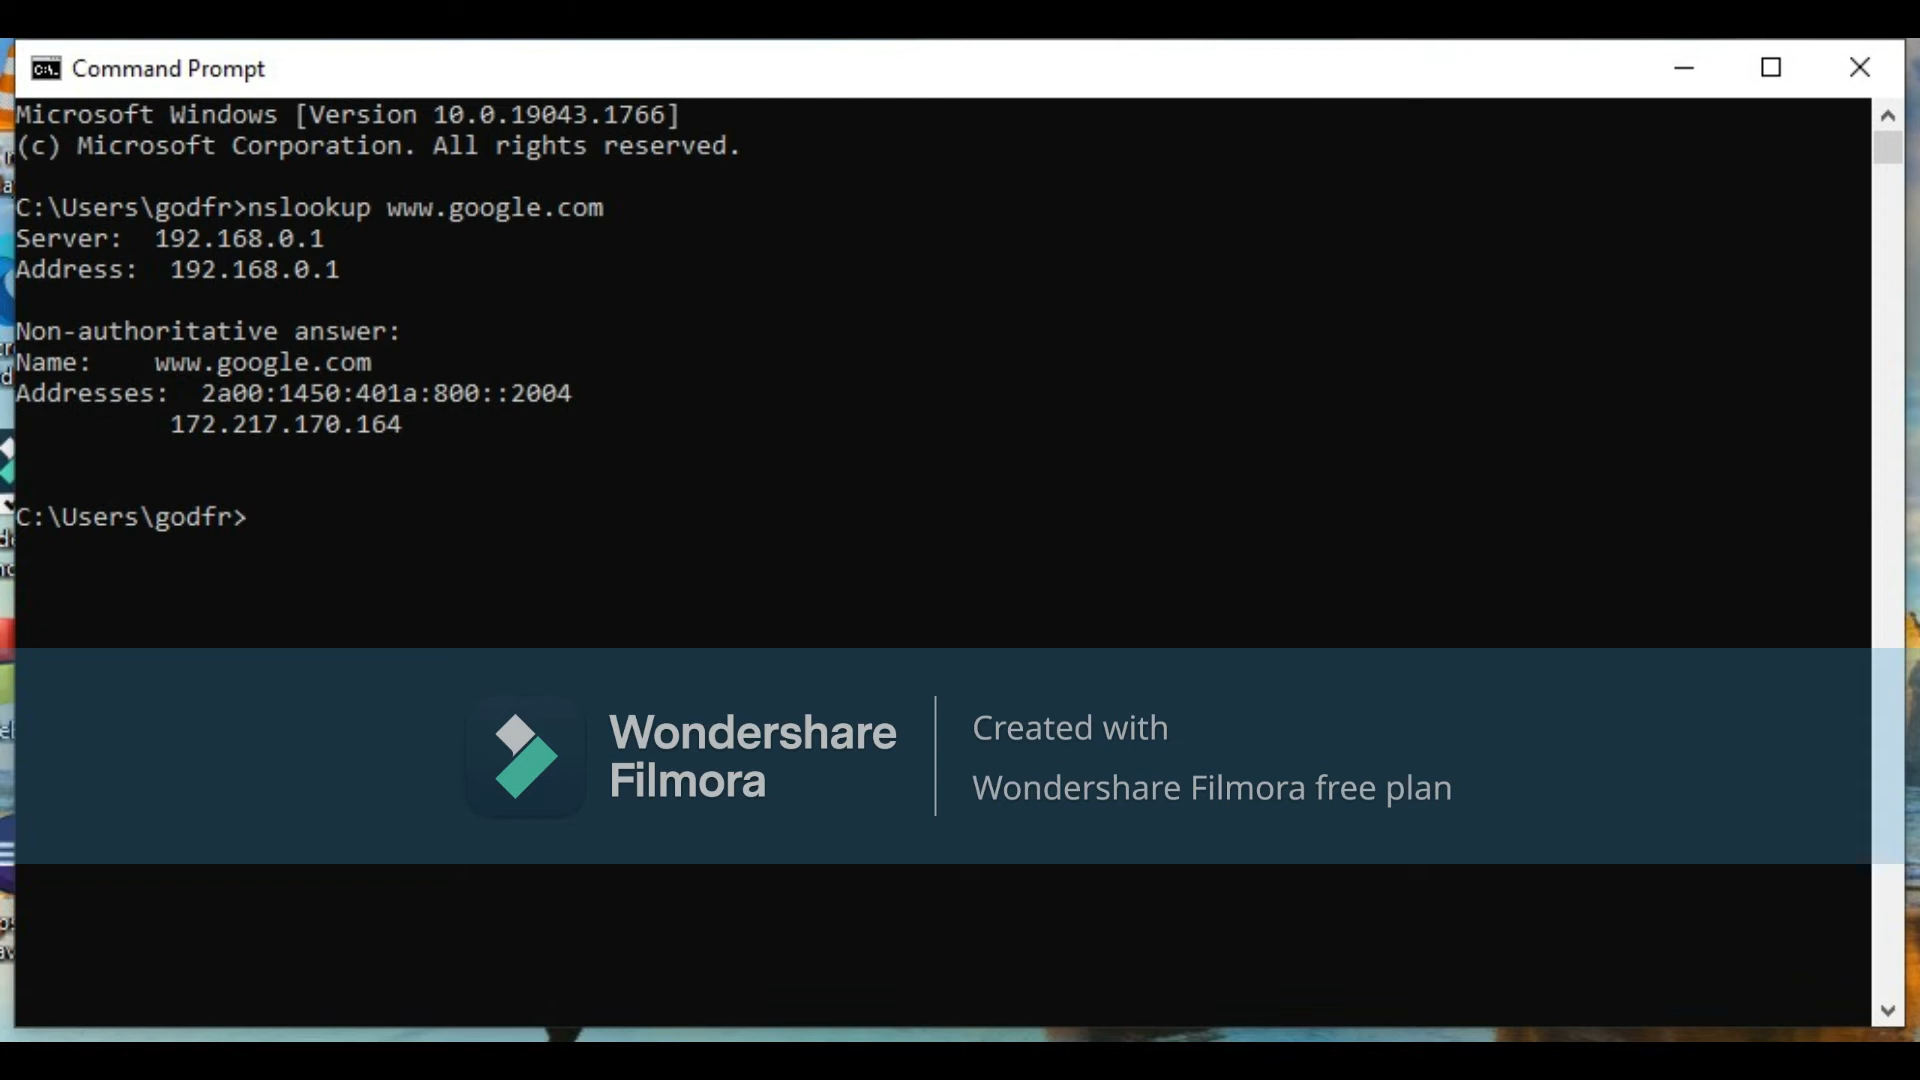 Command Prompt
Microsoft Windows [Version 10.0.19043.1766]
(c) Microsoft Corporation. All rights reserved.
C:\Users\godfr>nslookup www.google.com
Server:  192.168.0.1
Address:  192.168.0.1
Non-authoritative answer:
Name:    www.google.com
Addresses:  2a00:1450:401a:800::2004
172.217.170.164
C:\Users\godfr>
Wondershare
Filmora
Created with
Wondershare Filmora free plan